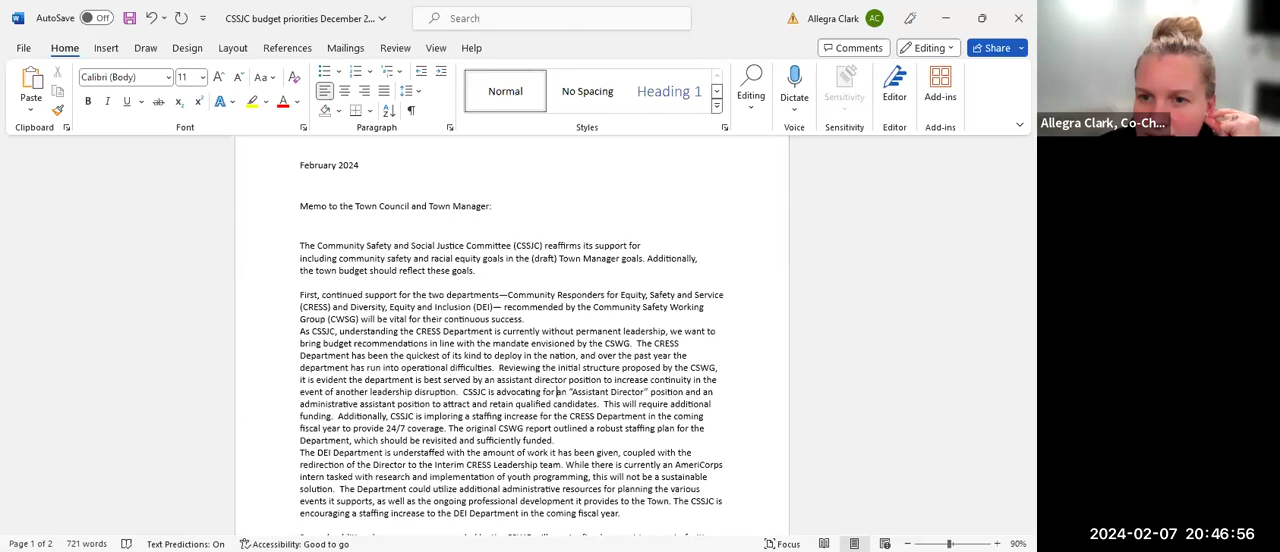 AutoSave Off CSSJC budget priorities December 2... Search Allegra Clark AC
File Home Insert Draw Design Layout References Mailings Review View Help Comments Editing Share
Paste Calibri (Body) 11 Aa Normal No Spacing Heading 1 Editing Dictate Sensitivity Editor Add-ins
B I U ab x₂ x² A A
Clipboard Font Paragraph Styles Voice Sensitivity Editor Add-ins
Allegra Clark, Co-Ch...
February 2024
Memo to the Town Council and Town Manager:
The Community Safety and Social Justice Committee (CSSJC) reaffirms its support for
including community safety and racial equity goals in the (draft) Town Manager goals. Additionally,
the town budget should reflect these goals.
First, continued support for the two departments—Community Responders for Equity, Safety and Service
(CRESS) and Diversity, Equity and Inclusion (DEI)— recommended by the Community Safety Working
Group (CWSG) will be vital for their continuous success.
As CSSJC, understanding the CRESS Department is currently without permanent leadership, we want to
bring budget recommendations in line with the mandate envisioned by the CSWG. The CRESS
Department has been the quickest of its kind to deploy in the nation, and over the past year the
department has run into operational difficulties. Reviewing the initial structure proposed by the CSWG,
it is evident the department is best served by an assistant director position to increase continuity in the
event of another leadership disruption. CSSJC is advocating for an “Assistant Director” position and an
administrative assistant position to attract and retain qualified candidates. This will require additional
funding. Additionally, CSSJC is imploring a staffing increase for the CRESS Department in the coming
fiscal year to provide 24/7 coverage. The original CSWG report outlined a robust staffing plan for the
Department, which should be revisited and sufficiently funded.
The DEI Department is understaffed with the amount of work it has been given, coupled with the
redirection of the Director to the Interim CRESS Leadership team. While there is currently an AmeriCorps
intern tasked with research and implementation of youth programming, this will not be a sustainable
solution. The Department could utilize additional administrative resources for planning the various
events it supports, as well as the ongoing professional development it provides to the Town. The CSSJC is
encouraging a staffing increase to the DEI Department in the coming fiscal year.
Page 1 of 2 721 words Text Predictions: On Accessibility: Good to go Focus 90%
2024-02-07 20:46:56